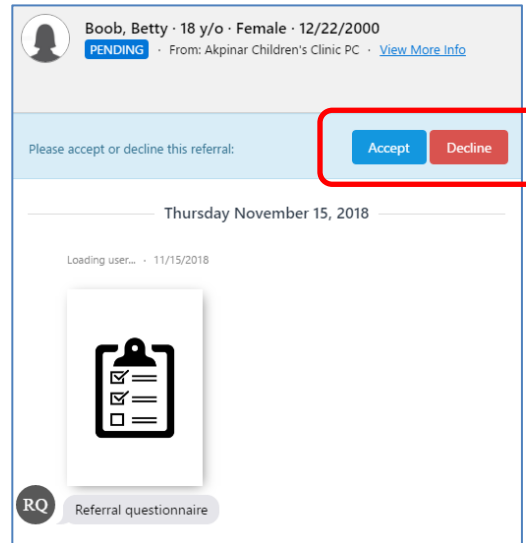 Boob, Betty · 18 y/o · Female · 12/22/2000
PENDING · From: Akpinar Children's Clinic PC · View More Info
Please accept or decline this referral: Accept Decline
Thursday November 15, 2018
Loading user... · 11/15/2018
RQ Referral questionnaire